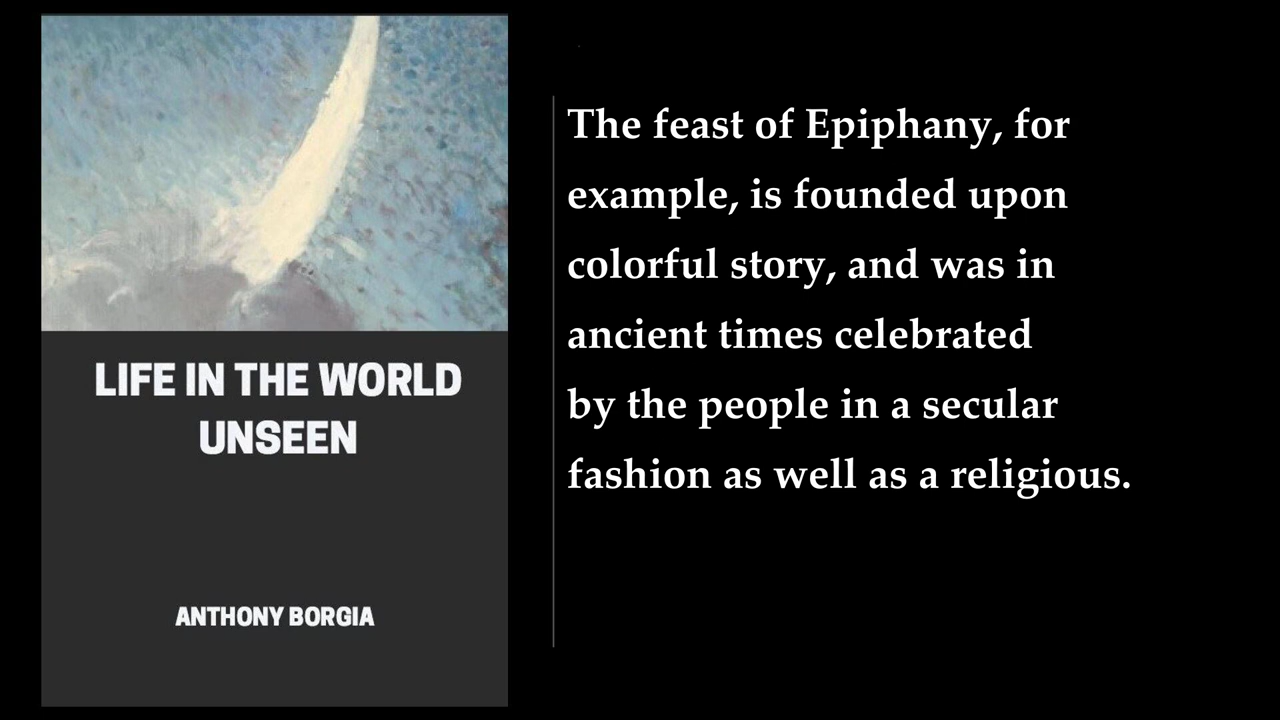 LIFE IN THE WORLD
UNSEEN
ANTHONY BORGIA
The feast of Epiphany, for
example, is founded upon
colorful story, and was in
ancient times celebrated
by the people in a secular
fashion as well as a religious.